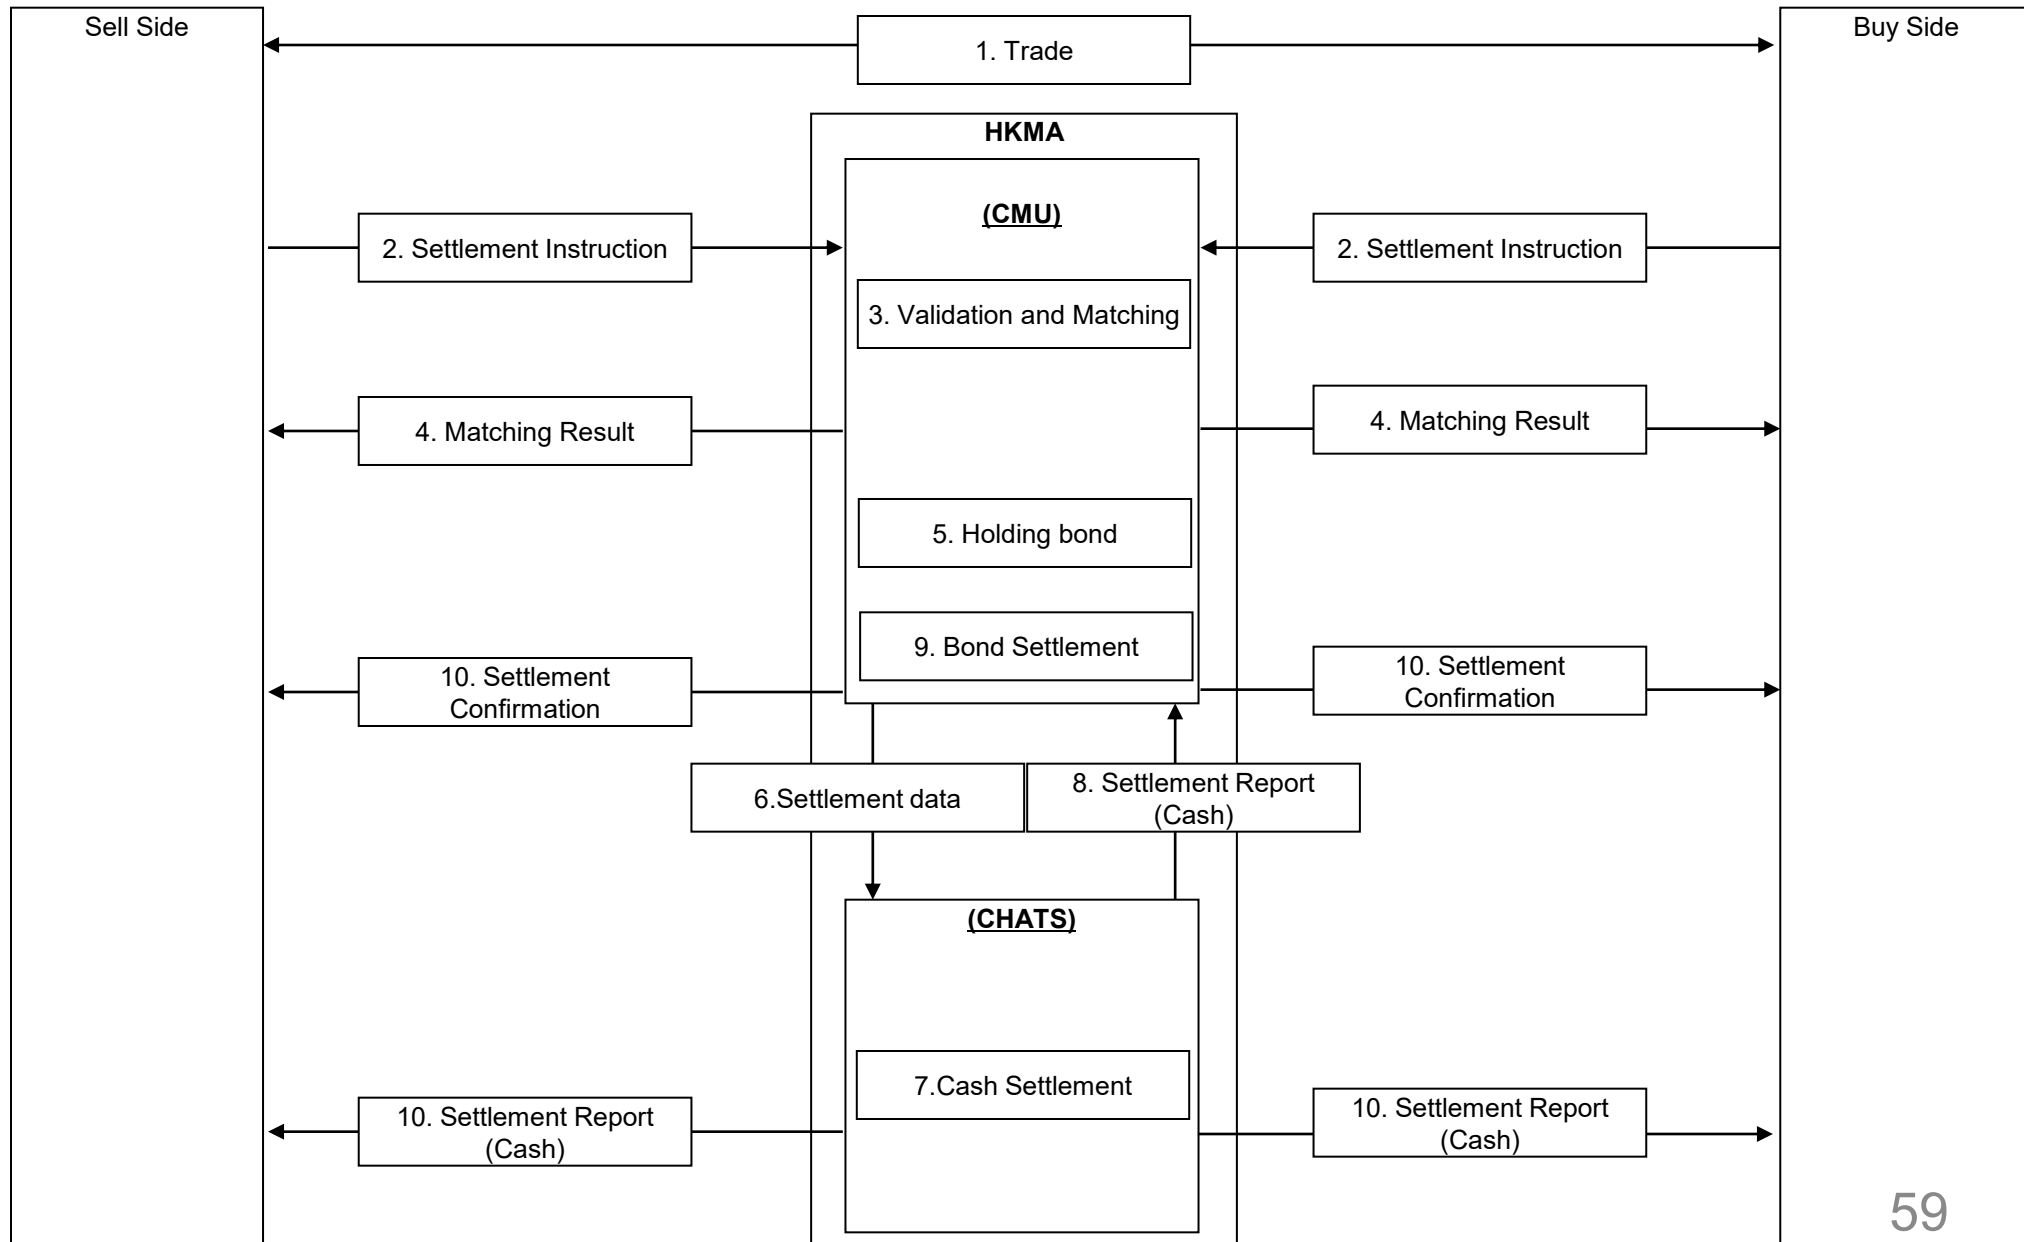 Sell Side
1. Trade
Buy Side
HKMA
(CMU)
2. Settlement Instruction
2. Settlement Instruction
3. Validation and Matching
4. Matching Result
4. Matching Result
5. Holding bond
9. Bond Settlement
10. Settlement
Confirmation
10. Settlement
Confirmation
6.Settlement data
8. Settlement Report
(Cash)
(CHATS)
7.Cash Settlement
10. Settlement Report
(Cash)
10. Settlement Report
(Cash)
59